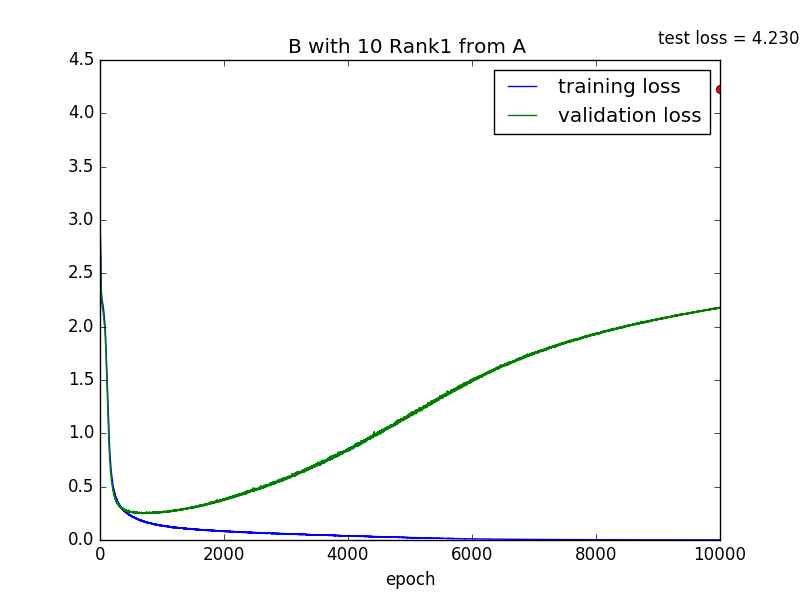 test loss = 4.230
B with 10 Rank1 from A
training loss
validation loss
4.5
4.0
3.5
3.0
2.5
2.0
1.5
1.0
0.5
0.0
0 2000 4000 6000 8000 10000
epoch